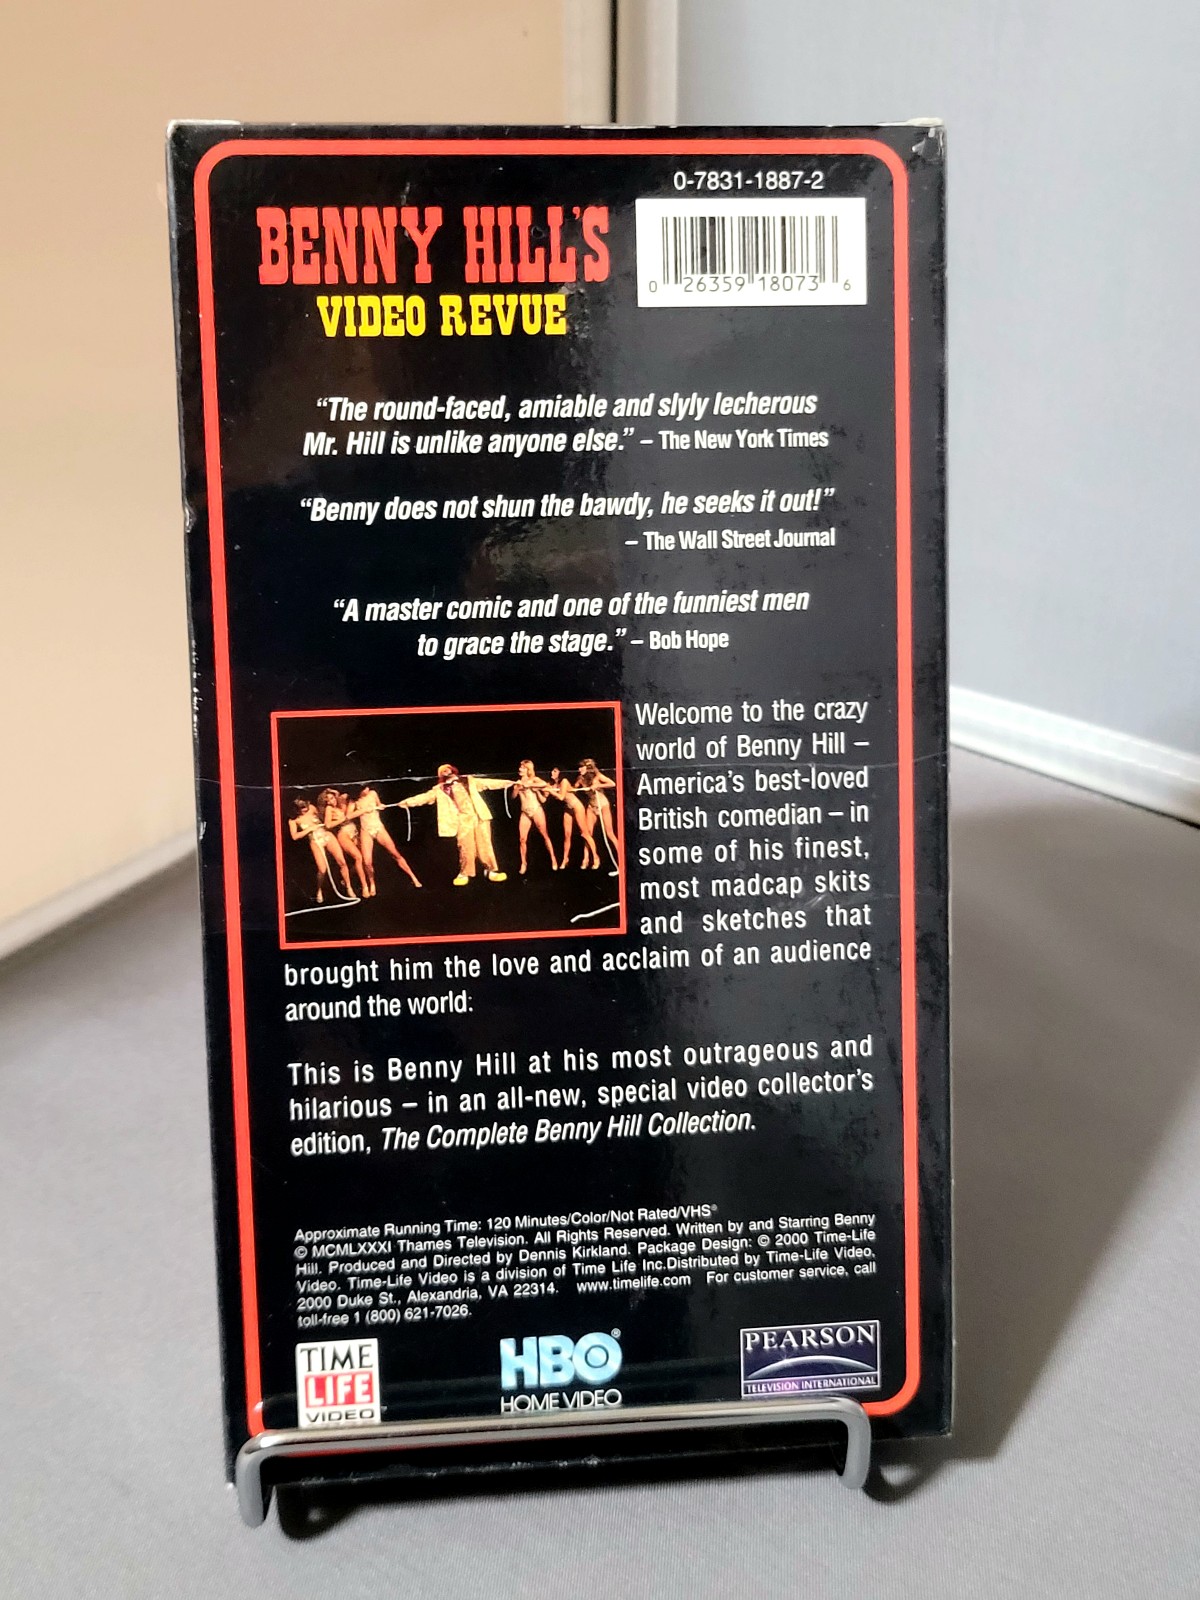 0-7831-1887-2
BENNY HILL'S
VIDEO REVUE
0 26359 18073 6
“The round-faced, amiable and slyly lecherous
Mr. Hill is unlike anyone else.” – The New York Times
“Benny does not shun the bawdy, he seeks it out!”
– The Wall Street Journal
“A master comic and one of the funniest men
to grace the stage.” – Bob Hope
Welcome to the crazy
world of Benny Hill –
America's best-loved
British comedian – in
some of his finest,
most madcap skits
and sketches that
brought him the love and acclaim of an audience
around the world.
This is Benny Hill at his most outrageous and
hilarious – in an all-new, special video collector's
edition, The Complete Benny Hill Collection.
Approximate Running Time: 120 Minutes/Color/Not Rated/VHS®
© MCMLXXXI Thames Television. All Rights Reserved. Written by and Starring Benny
Hill. Produced and Directed by Dennis Kirkland. Package Design: © 2000 Time-Life
Video. Time-Life Video is a division of Time Life Inc.Distributed by Time-Life Video,
2000 Duke St., Alexandria, VA 22314. www.timelife.com For customer service, call
toll-free 1 (800) 621-7026.
TIME
LIFE
VIDEO
HBO®
HOME VIDEO
PEARSON
TELEVISION INTERNATIONAL